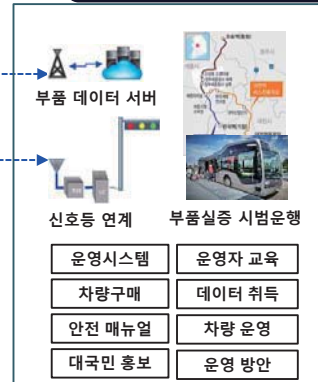 부품 데이터 서버
신호등 연계
부품실증 시범운행
운영시스템
운영자 교육
차량구매
데이터 취득
안전 매뉴얼
차량 운영
대국민 홍보
운영 방안